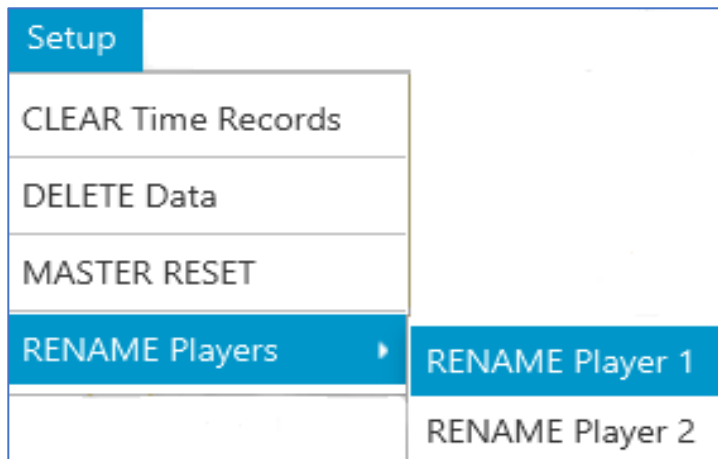 Setup
CLEAR Time Records
DELETE Data
MASTER RESET
RENAME Players
RENAME Player 1
RENAME Player 2